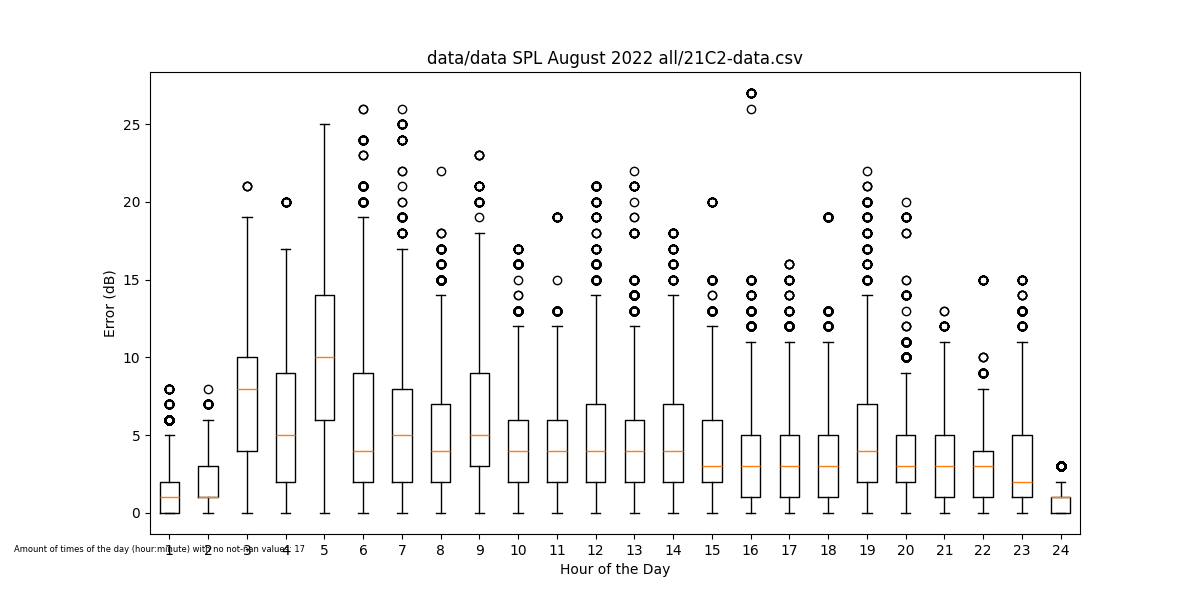 data/data SPL August 2022 all/21C2-data.csv
Error (dB)
25
20
15
10
5
0
1 2 3 4 5 6 7 8 9 10 11 12 13 14 15 16 17 18 19 20 21 22 23 24
Amount of times of the day (hour:minute) with no not-nan values: 17
Hour of the Day